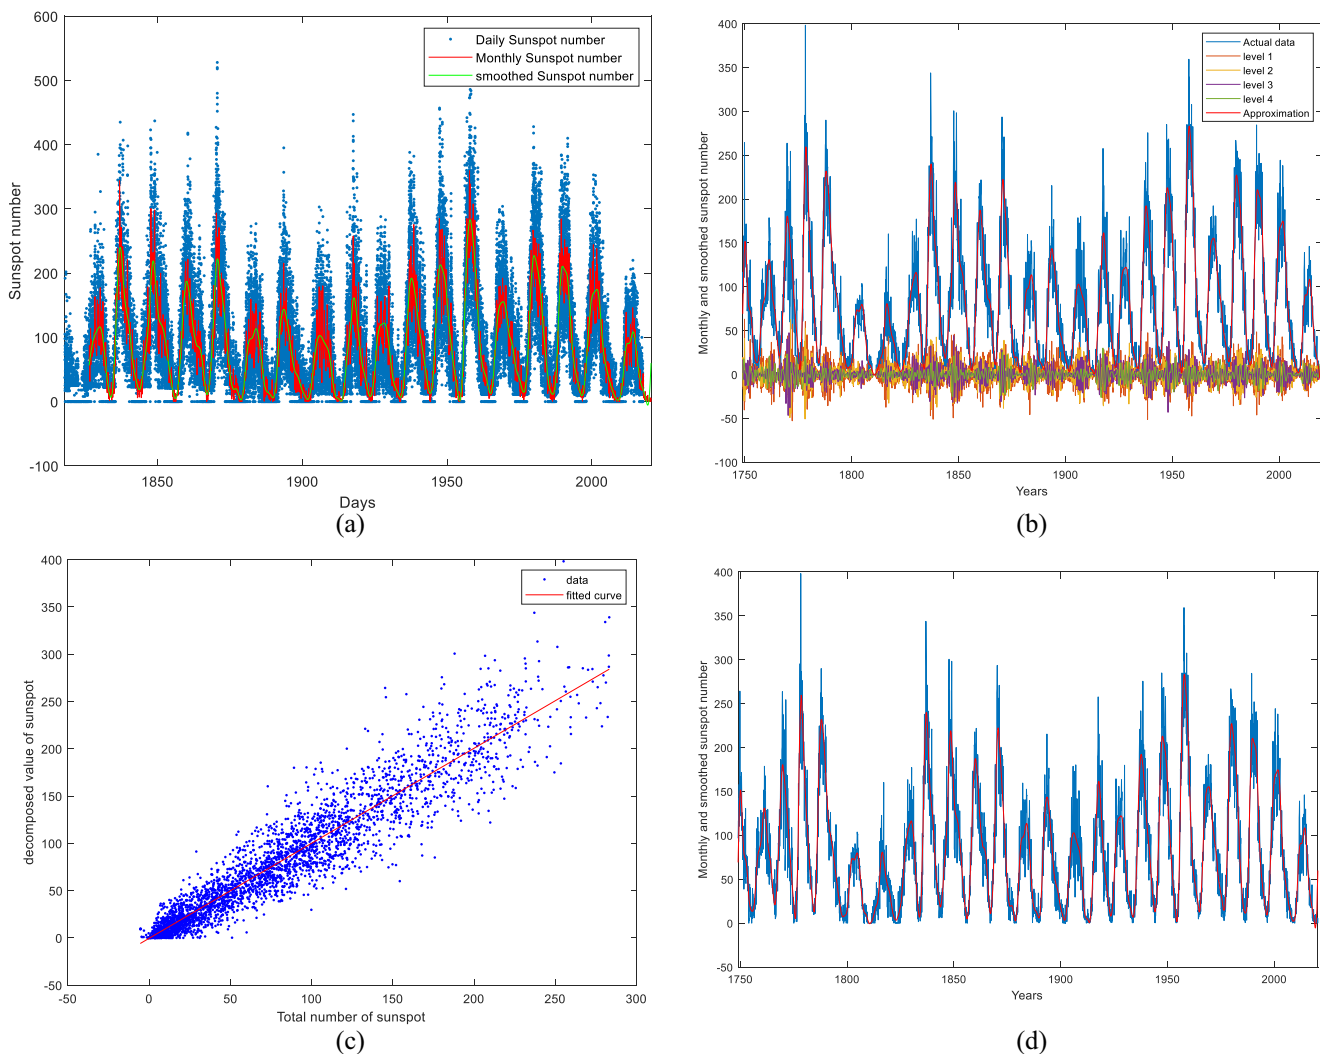 600
500
400
300
200
100
0
-100
Sunspot number
Daily Sunspot number
Monthly Sunspot number
smoothed Sunspot number
1850
1900
1950
2000
Days
(a)
400
350
300
250
200
150
100
50
0
-50
-100
Monthly and smoothed sunspot number
Actual data
level 1
level 2
level 3
level 4
Approximation
1750
1800
1850
1900
1950
2000
Years
(b)
400
350
300
250
200
150
100
50
0
-50
decomposed value of sunspot
data
fitted curve
-50
0
50
100
150
200
250
300
Total number of sunspot
(c)
400
350
300
250
200
150
100
50
0
-50
Monthly and smoothed sunspot number
1750
1800
1850
1900
1950
2000
Years
(d)